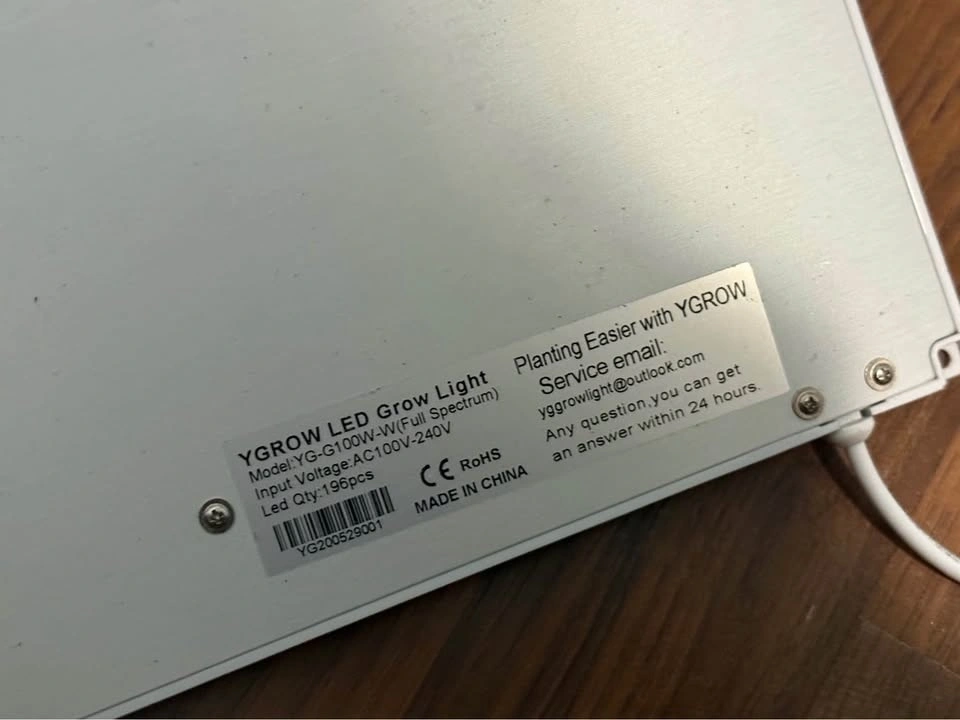 YGROW LED Grow Light
Model:YG-G100W-W(Full Spectrum)
Input Voltage:AC100V-240V
Led Qty:196pcs
YG200529001
CE RoHS
MADE IN CHINA
Planting Easier with YGROW
Service email:
yggrowlight@outlook.com
Any question,you can get
an answer within 24 hours.